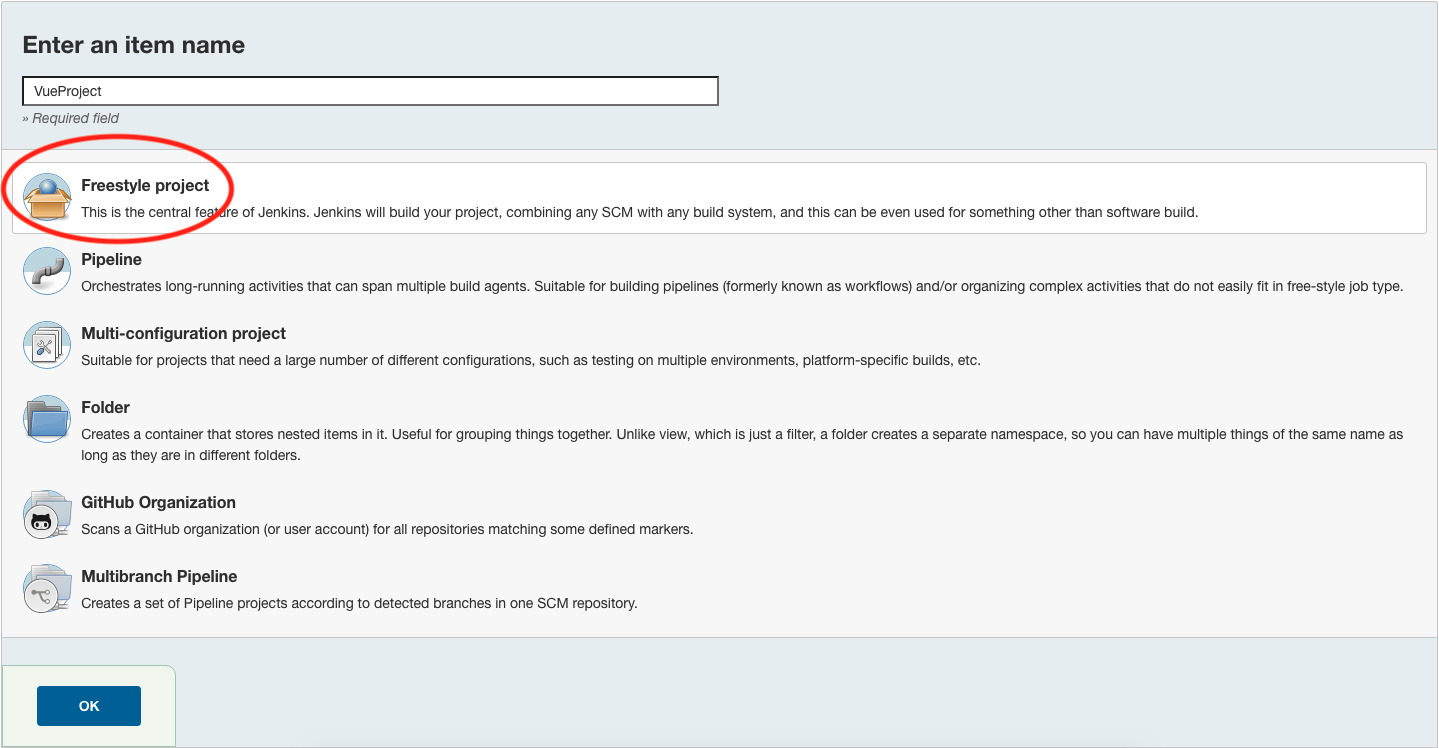 Enter an item name
VueProject
» Required field
Freestyle project
This is the central feature of Jenkins. Jenkins will build your project, combining any SCM with any build system, and this can be even used for something other than software build.
Pipeline
Orchestrates long-running activities that can span multiple build agents. Suitable for building pipelines (formerly known as workflows) and/or organizing complex activities that do not easily fit in free-style job type.
Multi-configuration project
Suitable for projects that need a large number of different configurations, such as testing on multiple environments, platform-specific builds, etc.
Folder
Creates a container that stores nested items in it. Useful for grouping things together. Unlike view, which is just a filter, a folder creates a separate namespace, so you can have multiple things of the same name as
long as they are in different folders.
GitHub Organization
Scans a GitHub organization (or user account) for all repositories matching some defined markers.
Multibranch Pipeline
Creates a set of Pipeline projects according to detected branches in one SCM repository.
OK